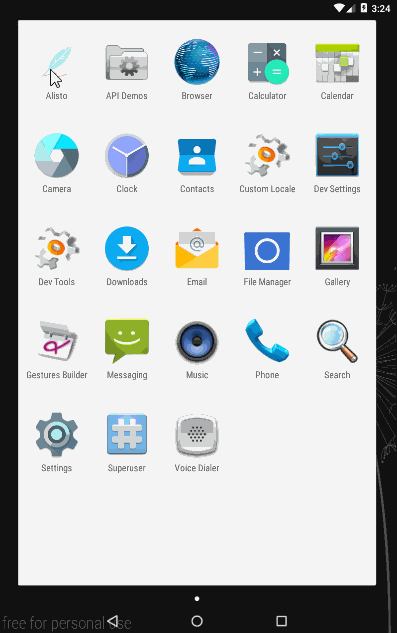 3:24
Alisto API Demos Browser Calculator Calendar
Camera Clock Contacts Custom Locale Dev Settings
Dev Tools Downloads Email File Manager Gallery
Gestures Builder Messaging Music Phone Search
Settings Superuser Voice Dialer
free for personal use